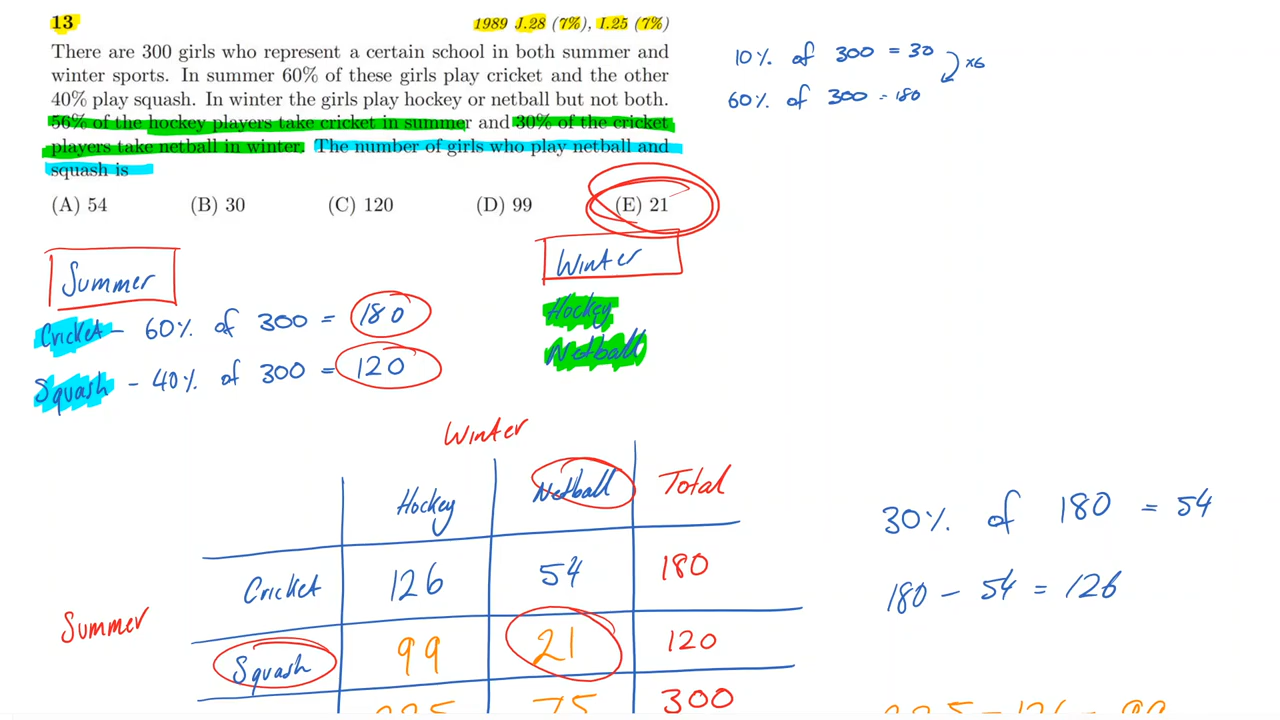 13 1989 J.28 (7%), I.25 (7%)
There are 300 girls who represent a certain school in both summer and
winter sports. In summer 60% of these girls play cricket and the other
40% play squash. In winter the girls play hockey or netball but not both.
56% of the hockey players take cricket in summer and 30% of the cricket
players take netball in winter. The number of girls who play netball and
squash is
(A) 54 (B) 30 (C) 120 (D) 99 (E) 21
10% of 300 = 30
×6
60% of 300 = 180
Summer
Cricket - 60% of 300 = 180
Squash - 40% of 300 = 120
Winter
Hockey
Netball
Winter
Hockey Netball Total
Cricket 126 54 180
Summer
Squash 99 21 120
225 75 300
30% of 180 = 54
180 - 54 = 126
225 - 126 = 99